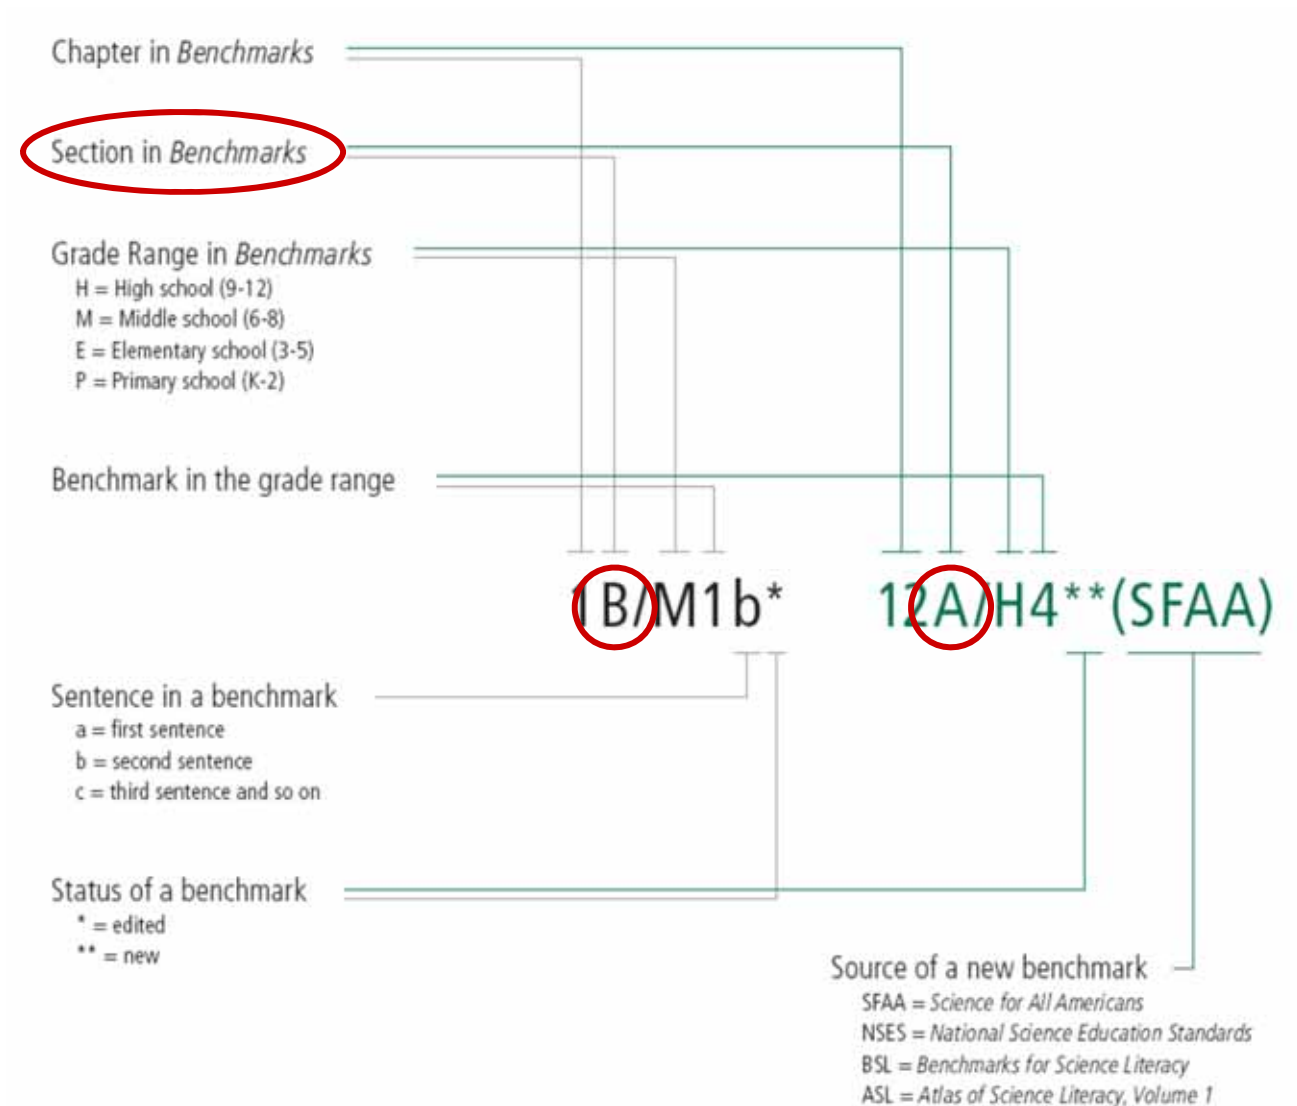 Chapter in Benchmarks
Section in Benchmarks
Grade Range in Benchmarks
H = High school (9-12)
M = Middle school (6-8)
E = Elementary school (3-5)
P = Primary school (K-2)
Benchmark in the grade range
1B/M1b* 12A/H4**(SFAA)
Sentence in a benchmark
a = first sentence
b = second sentence
c = third sentence and so on
Status of a benchmark
* = edited
** = new
Source of a new benchmark
SFAA = Science for All Americans
NSES = National Science Education Standards
BSL = Benchmarks for Science Literacy
ASL = Atlas of Science Literacy, Volume 1